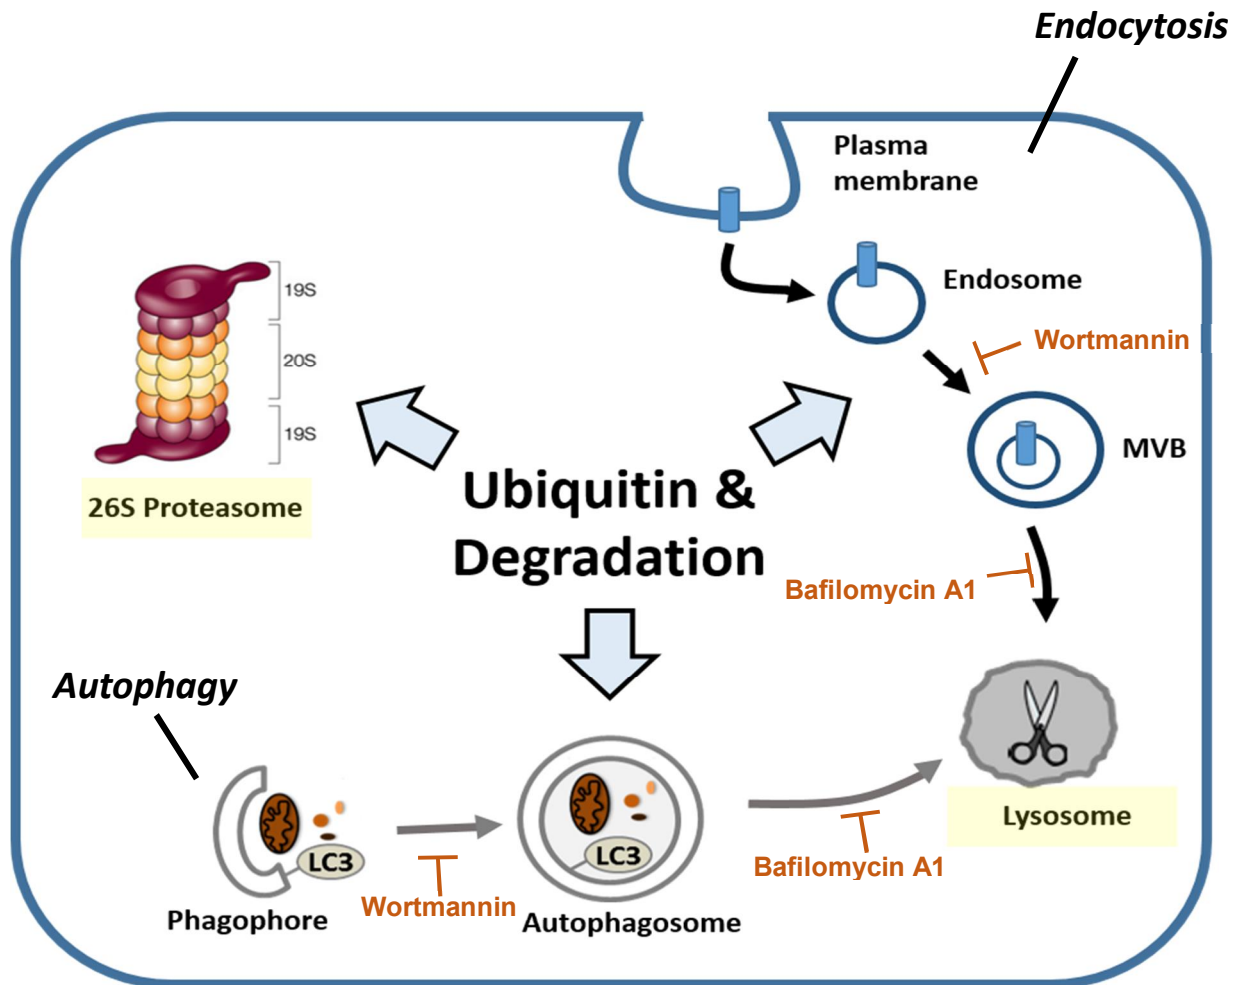 Endocytosis
Plasma
membrane
Endosome
Wortmannin
MVB
Bafilomycin A1
19S
20S
19S
26S Proteasome
Ubiquitin &
Degradation
Autophagy
LC3
Phagophore
Wortmannin
LC3
Autophagosome
Bafilomycin A1
Lysosome